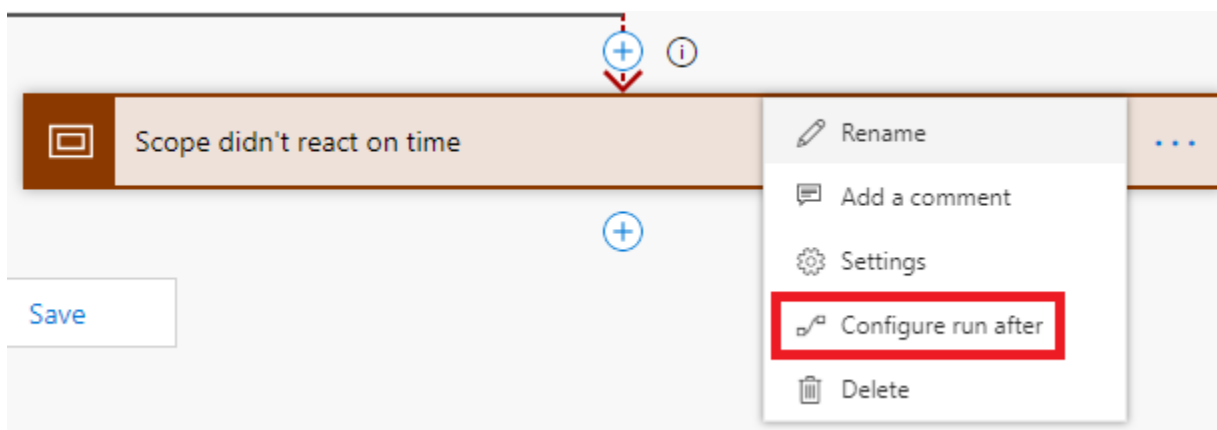 Scope didn't react on time
Rename
Add a comment
Settings
Configure run after
Delete
Save